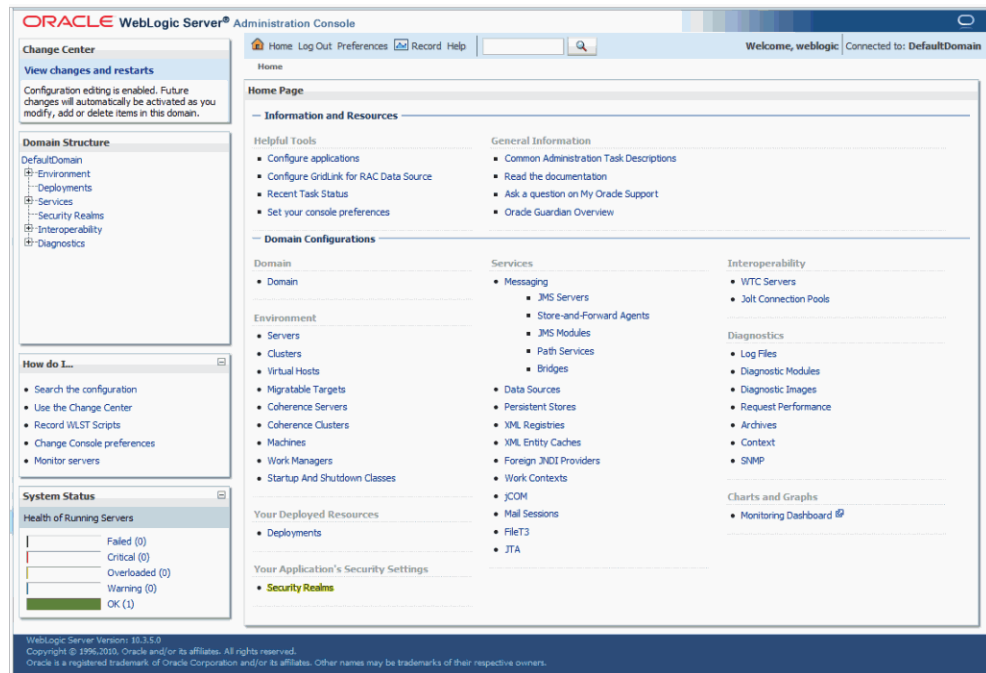 ORACLE WebLogic Server® Administration Console
Change Center
View changes and restarts
Configuration editing is enabled. Future
changes will automatically be activated as you
modify, add or delete items in this domain.
Domain Structure
DefaultDomain
Environment
Deployments
Services
Security Realms
Interoperability
Diagnostics
How do I...
Search the configuration
Use the Change Center
Record WLST Scripts
Change Console preferences
Monitor servers
System Status
Health of Running Servers
Failed (0)
Critical (0)
Overloaded (0)
Warning (0)
OK (1)
Home Log Out Preferences Record Help
Welcome, weblogic Connected to: DefaultDomain
Home
Home Page
Information and Resources
Helpful Tools
Configure applications
Configure GridLink for RAC Data Source
Recent Task Status
Set your console preferences
General Information
Common Administration Task Descriptions
Read the documentation
Ask a question on My Oracle Support
Oracle Guardian Overview
Domain Configurations
Domain
Domain
Environment
Servers
Clusters
Virtual Hosts
Migratable Targets
Coherence Servers
Coherence Clusters
Machines
Work Managers
Startup And Shutdown Classes
Your Deployed Resources
Deployments
Your Application's Security Settings
Security Realms
Services
Messaging
JMS Servers
Store-and-Forward Agents
JMS Modules
Path Services
Bridges
Data Sources
Persistent Stores
XML Registries
XML Entity Caches
Foreign JNDI Providers
Work Contexts
jCOM
Mail Sessions
FileT3
JTA
Interoperability
WTC Servers
Jolt Connection Pools
Diagnostics
Log Files
Diagnostic Modules
Diagnostic Images
Request Performance
Archives
Context
SNMP
Charts and Graphs
Monitoring Dashboard
WebLogic Server Version: 10.3.5.0
Copyright © 1996,2010, Oracle and/or its affiliates. All rights reserved.
Oracle is a registered trademark of Oracle Corporation and/or its affiliates. Other names may be trademarks of their respective owners.